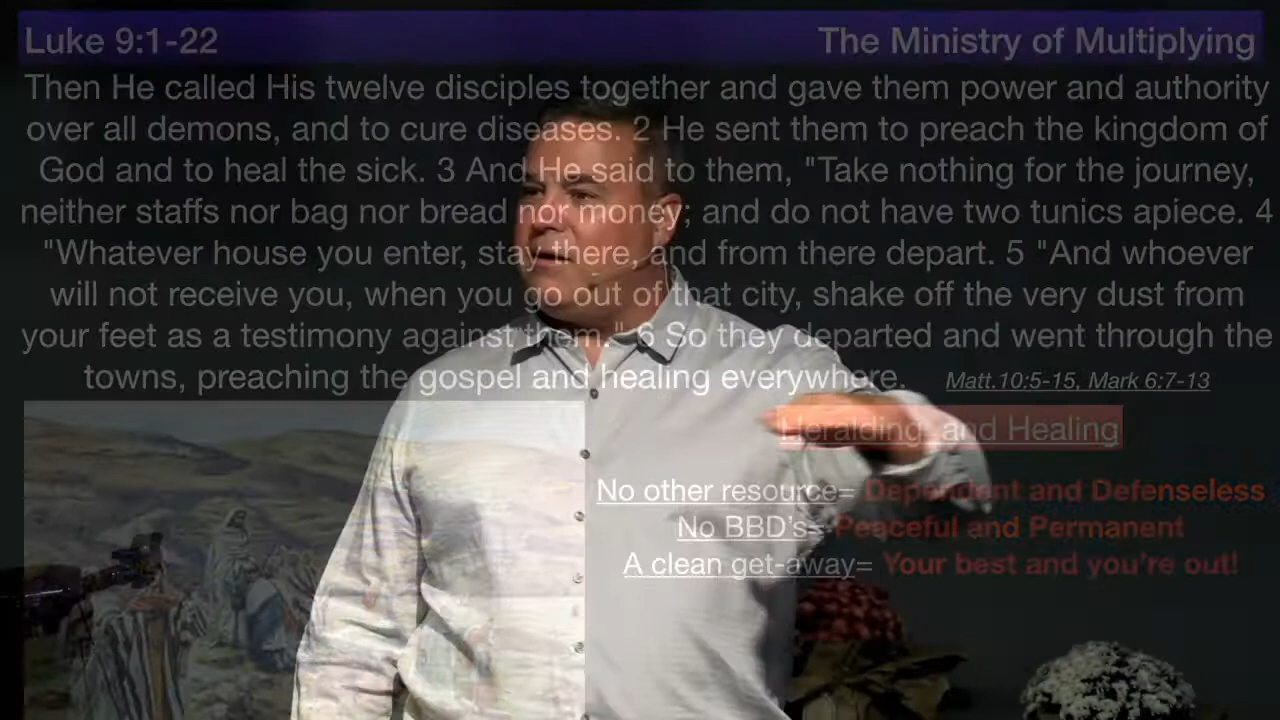 Luke 9:1-22 The Ministry of Multiplying
Then He called His twelve disciples together and gave them power and authority
over all demons, and to cure diseases. 2 He sent them to preach the kingdom of
God and to heal the sick. 3 And He said to them, "Take nothing for the journey,
neither staffs nor bag nor bread nor money; and do not have two tunics apiece. 4
"Whatever house you enter, stay there, and from there depart. 5 "And whoever
will not receive you, when you go out of that city, shake off the very dust from
your feet as a testimony against them." 6 So they departed and went through the
towns, preaching the gospel and healing everywhere. Matt.10:5-15, Mark 6:7-13
Heralding and Healing
No other resource= Dependent and Defenseless
No BBD's= Peaceful and Permanent
A clean get-away= Your best and you're out!